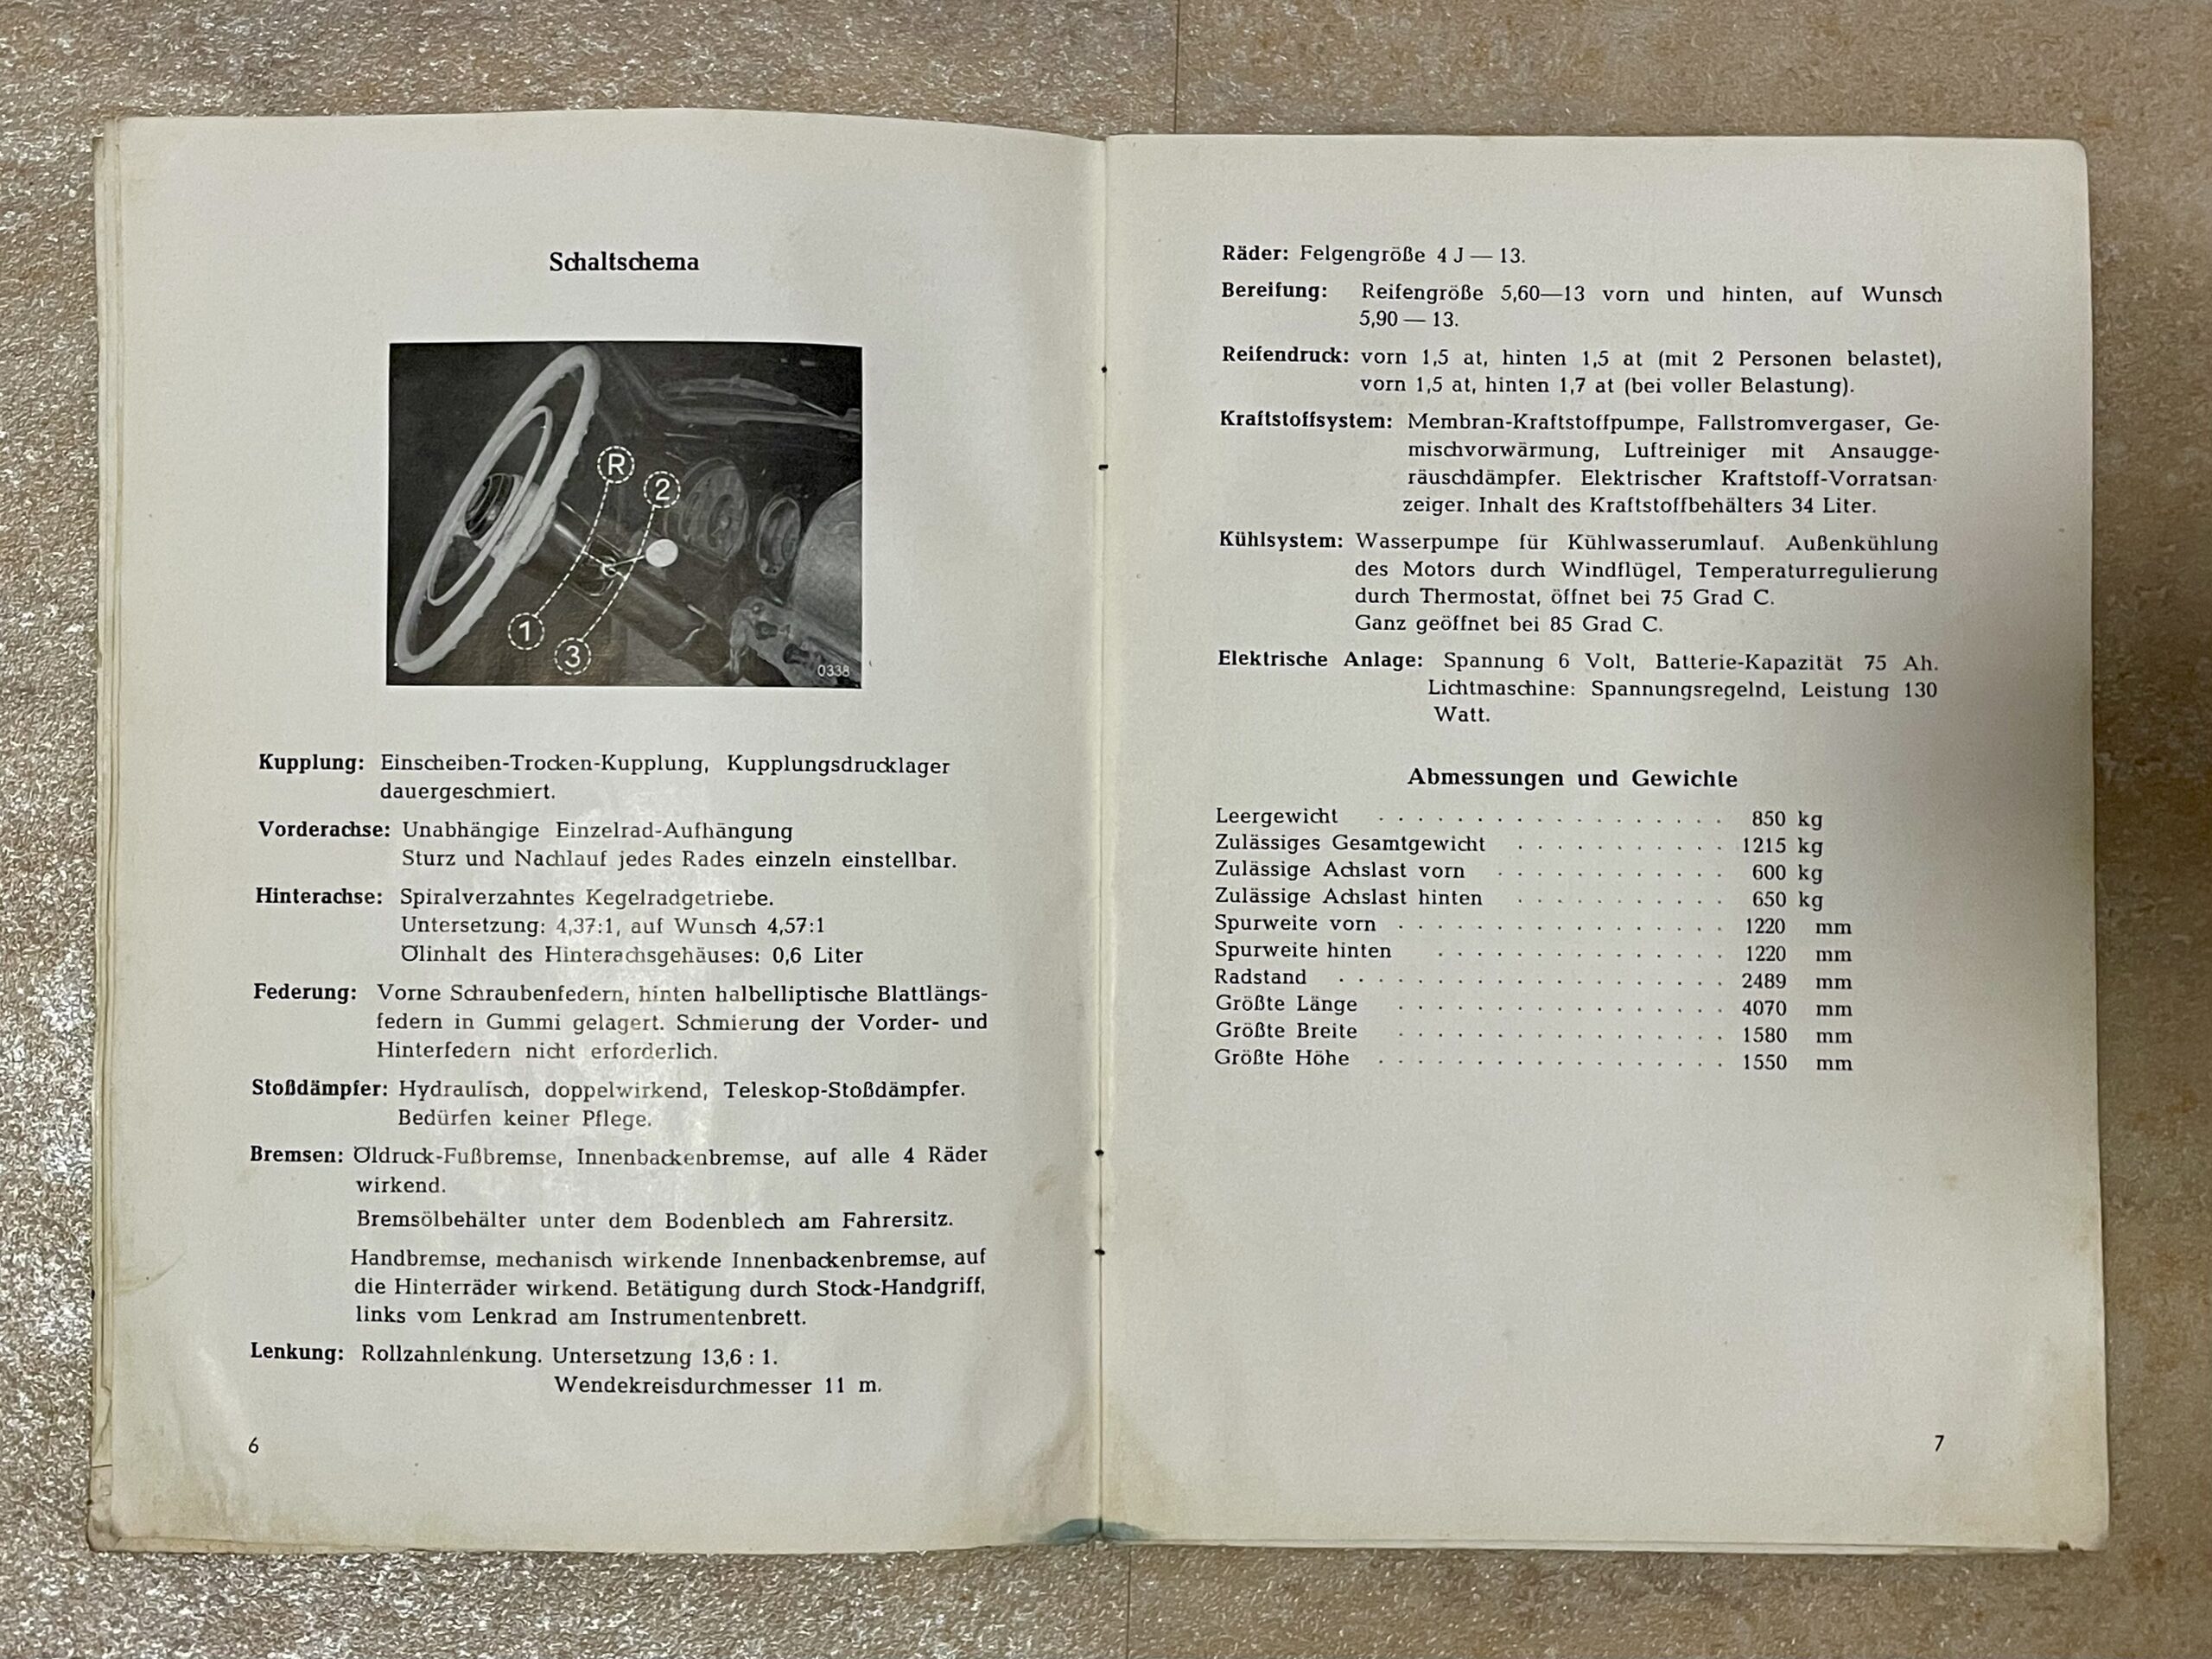 Schaltschema
R
2
1
3
0338
Kupplung: Einscheiben-Trocken-Kupplung, Kupplungsdrucklager
dauergeschmiert.
Vorderachse: Unabhängige Einzelrad-Aufhängung
Sturz und Nachlauf jedes Rades einzeln einstellbar.
Hinterachse: Spiralverzahntes Kegelradgetriebe.
Untersetzung: 4,37:1, auf Wunsch 4,57:1
Ölinhalt des Hinterachsgehäuses: 0,6 Liter
Federung: Vorne Schraubenfedern, hinten halbelliptische Blattlängs-
federn in Gummi gelagert. Schmierung der Vorder- und
Hinterfedern nicht erforderlich.
Stoßdämpfer: Hydraulisch, doppelwirkend, Teleskop-Stoßdämpfer.
Bedürfen keiner Pflege.
Bremsen: Öldruck-Fußbremse, Innenbackenbremse, auf alle 4 Räder
wirkend.
Bremsölbehälter unter dem Bodenblech am Fahrersitz.
Handbremse, mechanisch wirkende Innenbackenbremse, auf
die Hinterräder wirkend. Betätigung durch Stock-Handgriff,
links vom Lenkrad am Instrumentenbrett.
Lenkung: Rollzahnlenkung. Untersetzung 13,6 : 1.
Wendekreisdurchmesser 11 m.
6
Räder: Felgengröße 4 J — 13.
Bereifung: Reifengröße 5,60—13 vorn und hinten, auf Wunsch
5,90 — 13.
Reifendruck: vorn 1,5 at, hinten 1,5 at (mit 2 Personen belastet),
vorn 1,5 at, hinten 1,7 at (bei voller Belastung).
Kraftstoffsystem: Membran-Kraftstoffpumpe, Fallstromvergaser, Ge-
mischvorwärmung, Luftreiniger mit Ansaugge-
räuschdämpfer. Elektrischer Kraftstoff-Vorratsan-
zeiger. Inhalt des Kraftstoffbehälters 34 Liter.
Kühlsystem: Wasserpumpe für Kühlwasserumlauf. Außenkühlung
des Motors durch Windflügel, Temperaturregulierung
durch Thermostat, öffnet bei 75 Grad C.
Ganz geöffnet bei 85 Grad C.
Elektrische Anlage: Spannung 6 Volt, Batterie-Kapazität 75 Ah.
Lichtmaschine: Spannungsregelnd, Leistung 130
Watt.
Abmessungen und Gewichte
Leergewicht . . . . . . . . . . . . . . . . . . 850 kg
Zulässiges Gesamtgewicht . . . . . . . . . . . 1215 kg
Zulässige Achslast vorn . . . . . . . . . . . . 600 kg
Zulässige Achslast hinten . . . . . . . . . . . 650 kg
Spurweite vorn . . . . . . . . . . . . . . . . . 1220 mm
Spurweite hinten . . . . . . . . . . . . . . . 1220 mm
Radstand . . . . . . . . . . . . . . . . . . . . 2489 mm
Größte Länge . . . . . . . . . . . . . . . . . 4070 mm
Größte Breite . . . . . . . . . . . . . . . . . 1580 mm
Größte Höhe . . . . . . . . . . . . . . . . . . 1550 mm
7